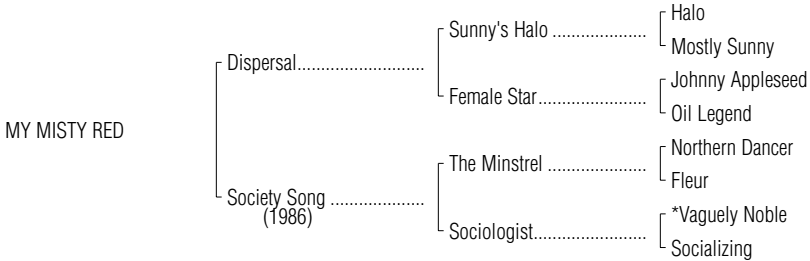 Halo
Sunny's Halo ......................
Mostly Sunny
Dispersal...........................
Johnny Appleseed
Female Star.........................
Oil Legend
MY MISTY RED
Northern Dancer
The Minstrel ......................
Fleur
Society Song ....................
(1986)
*Vaguely Noble
Sociologist.........................
Socializing